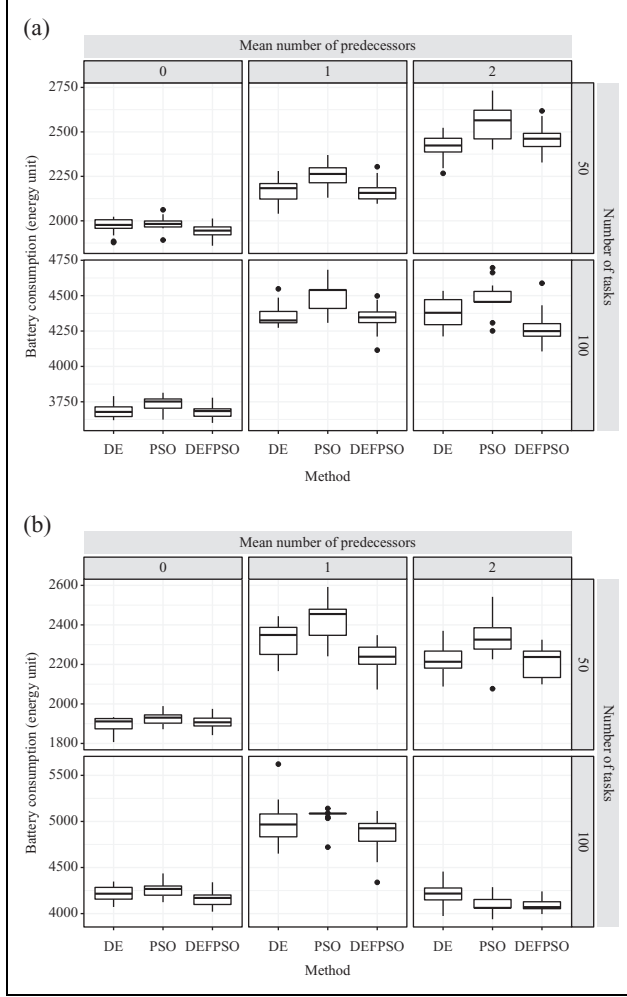 (a)
Mean number of predecessors
0 1 2
Battery consumption (energy unit)
2750
2500
2250
2000
50
4750
4500
4250
4000
3750
100
Number of tasks
DE PSO DEFPSO DE PSO DEFPSO DE PSO DEFPSO
Method
(b)
Mean number of predecessors
0 1 2
Battery consumption (energy unit)
2600
2400
2200
2000
1800
50
5500
5000
4500
4000
100
Number of tasks
DE PSO DEFPSO DE PSO DEFPSO DE PSO DEFPSO
Method